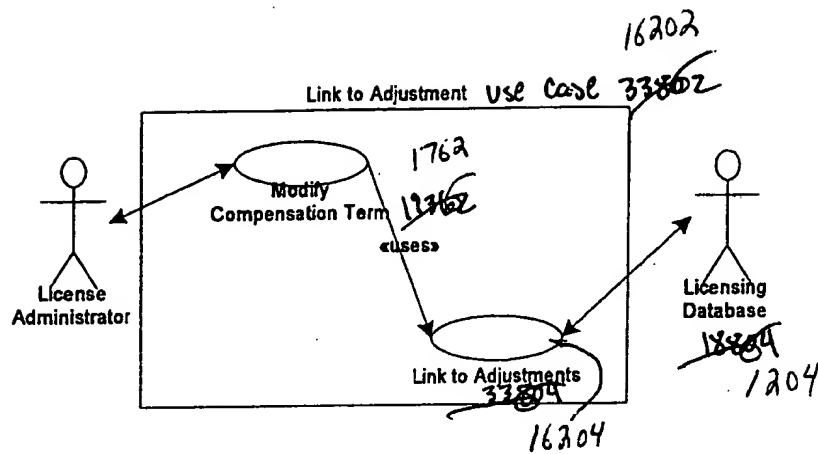 16202
Link to Adjustment use case 33802
1762
Modify
Compensation Term 19362
«uses»
License
Administrator
Licensing
Database
18804
1204
Link to Adjustments
33804
16204